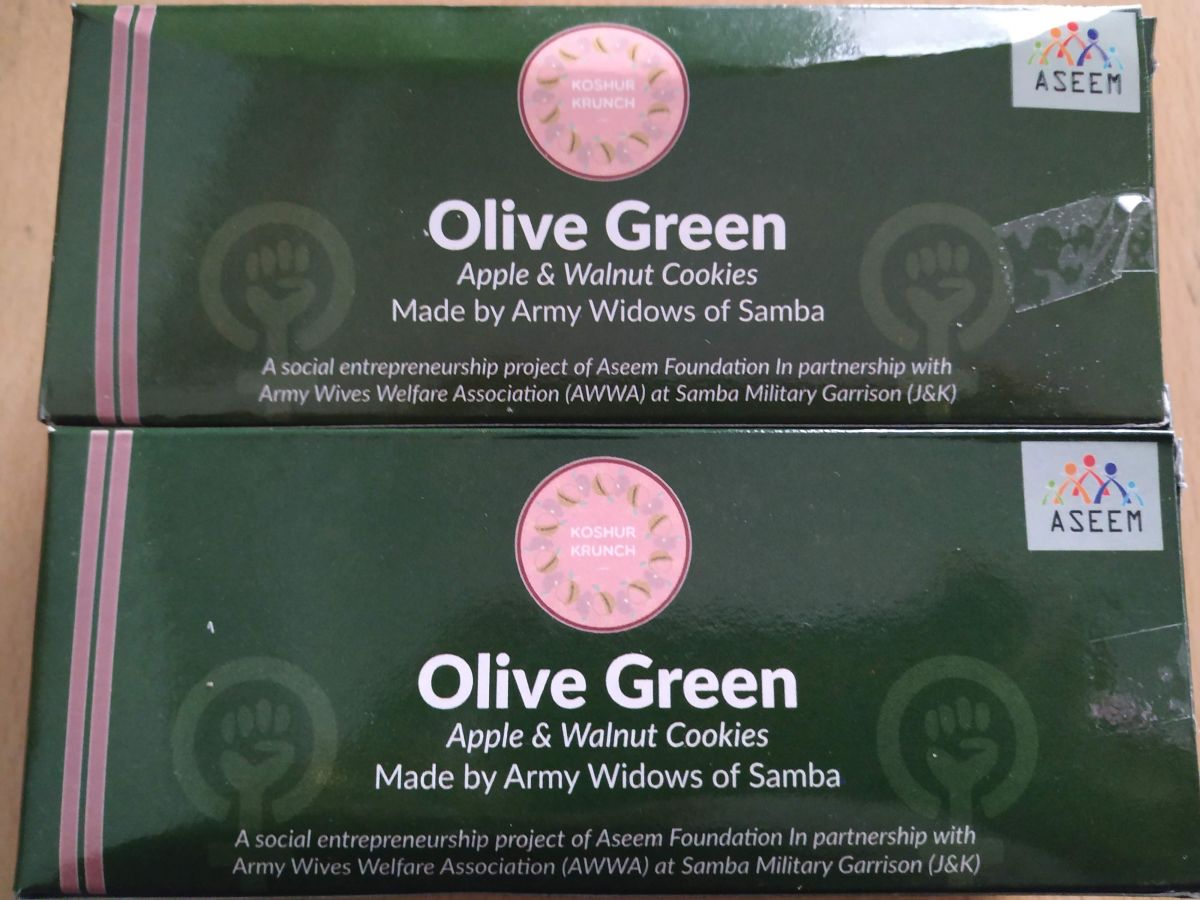 KOSHUR
KRUNCH
ASEEM
Olive Green
Apple & Walnut Cookies
Made by Army Widows of Samba
A social entrepreneurship project of Aseem Foundation In partnership with
Army Wives Welfare Association (AWWA) at Samba Military Garrison (J&K)
KOSHUR
KRUNCH
ASEEM
Olive Green
Apple & Walnut Cookies
Made by Army Widows of Samba
A social entrepreneurship project of Aseem Foundation In partnership with
Army Wives Welfare Association (AWWA) at Samba Military Garrison (J&K)